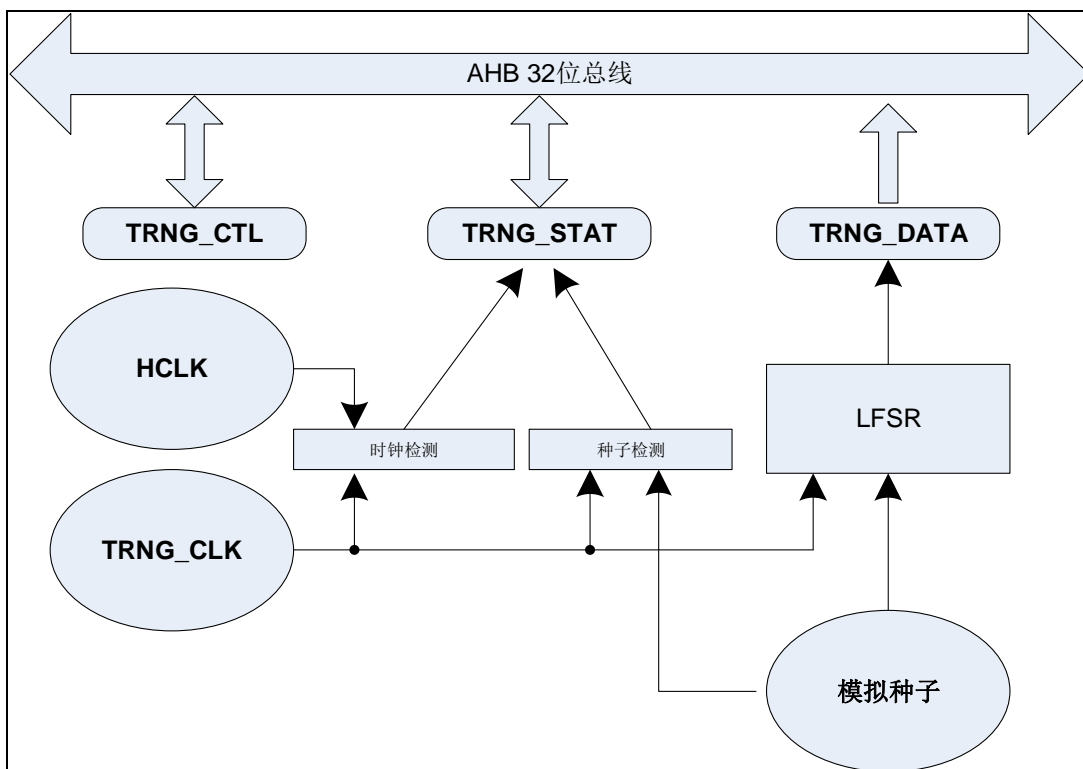 AHB 32位总线
TRNG_CTL
TRNG_STAT
TRNG_DATA
HCLK
LFSR
时钟检测
种子检测
TRNG_CLK
模拟种子